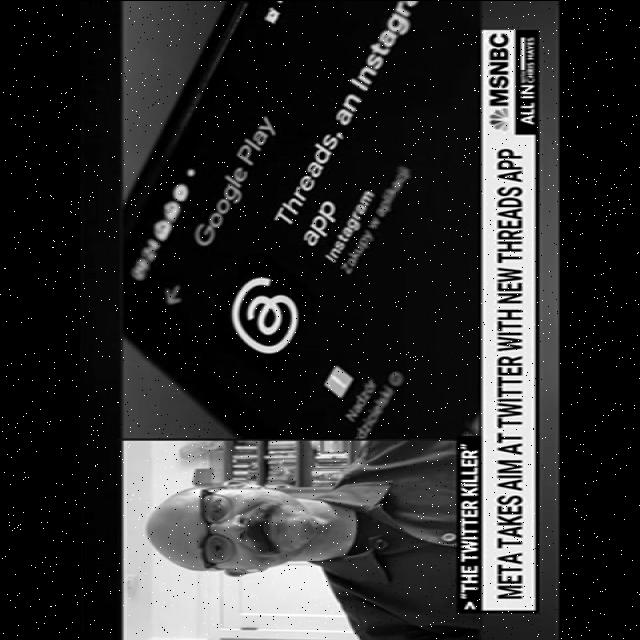 Google Play
Threads, an Instagr
app
Instagram
> "THE TWITTER KILLER"
META TAKES AIM AT TWITTER WITH NEW THREADS APP
MSNBC
ALL IN